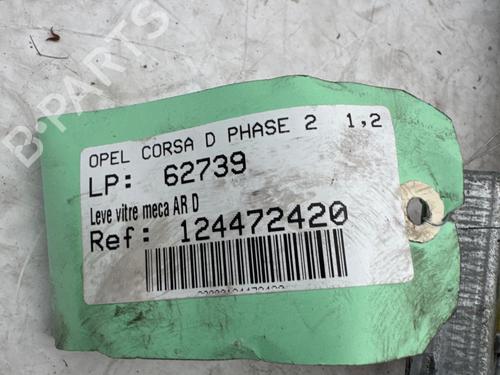 OPEL CORSA D PHASE 2 1,2
LP: 62739
Leve vitre meca AR D
Ref: 124472420
B-PARTS